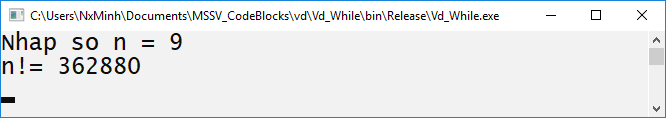 C:\Users\NxMinh\Documents\MSSV_CodeBlocks\vd\Vd_While\bin\Release\Vd_While.exe
Nhap so n = 9
n!= 362880